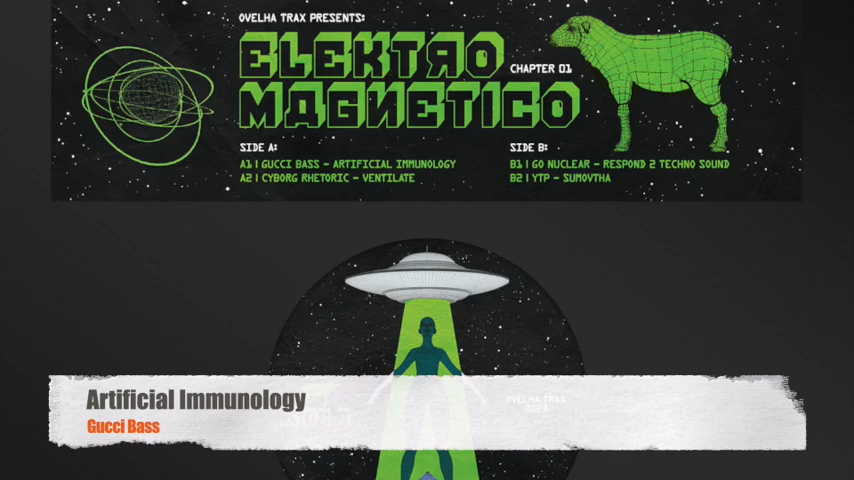 OVELHA TRAX PRESENTS:
ELEKTRO
MAGNETICO
CHAPTER 01
SIDE A:
A1 | GUCCI BASS - ARTIFICIAL IMMUNOLOGY
A2 | CYBORG RHETORIC - VENTILATE
SIDE B:
B1 | GO NUCLEAR - RESPOND 2 TECHNO SOUND
B2 | YTP - SUMOVTHA
OVELHA TRAX
2023
Artificial Immunology
Gucci Bass